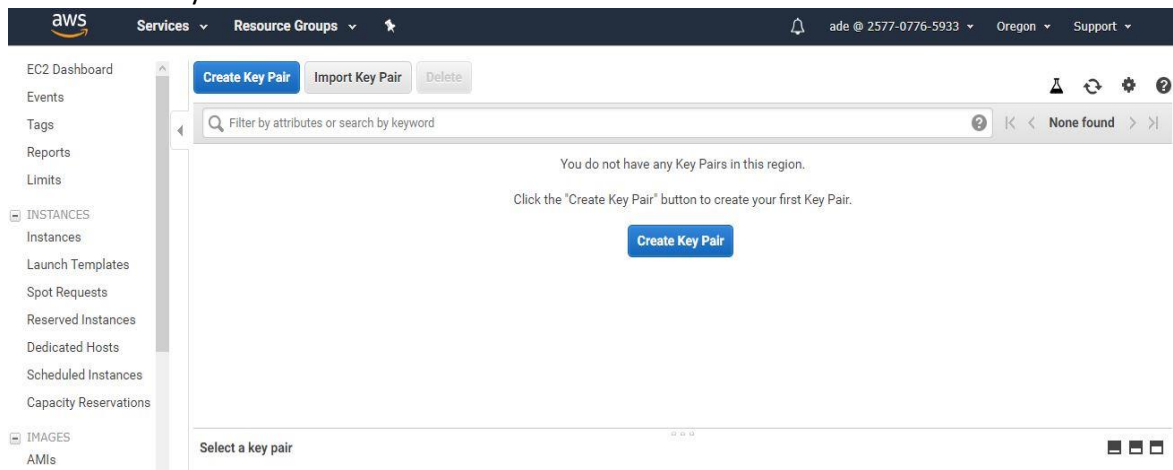 aws Services Resource Groups ade @ 2577-0776-5933 Oregon Support
EC2 Dashboard
Events
Tags
Reports
Limits
INSTANCES
Instances
Launch Templates
Spot Requests
Reserved Instances
Dedicated Hosts
Scheduled Instances
Capacity Reservations
IMAGES
AMIs
Create Key Pair Import Key Pair Delete
Filter by attributes or search by keyword None found
You do not have any Key Pairs in this region.
Click the "Create Key Pair" button to create your first Key Pair.
Create Key Pair
Select a key pair